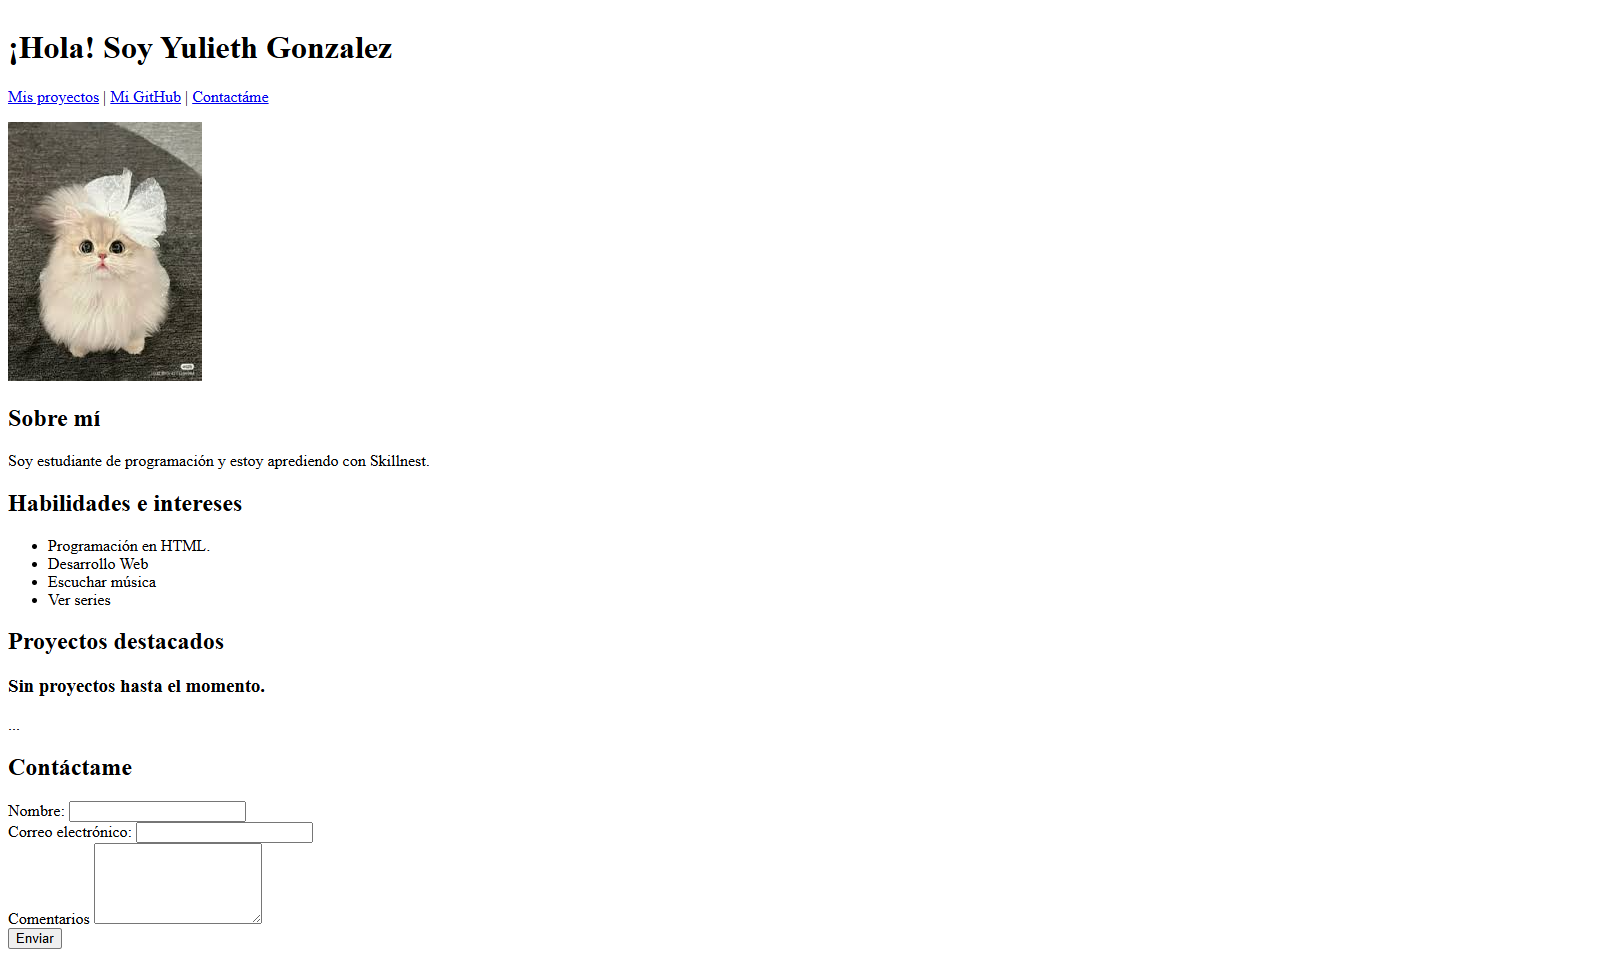 ¡Hola! Soy Yulieth Gonzalez
Mis proyectos | Mi GitHub | Contactáme
Sobre mí
Soy estudiante de programación y estoy aprediendo con Skillnest.
Habilidades e intereses
Programación en HTML.
Desarrollo Web
Escuchar música
Ver series
Proyectos destacados
Sin proyectos hasta el momento.
...
Contáctame
Nombre:
Correo electrónico:
Comentarios
Enviar